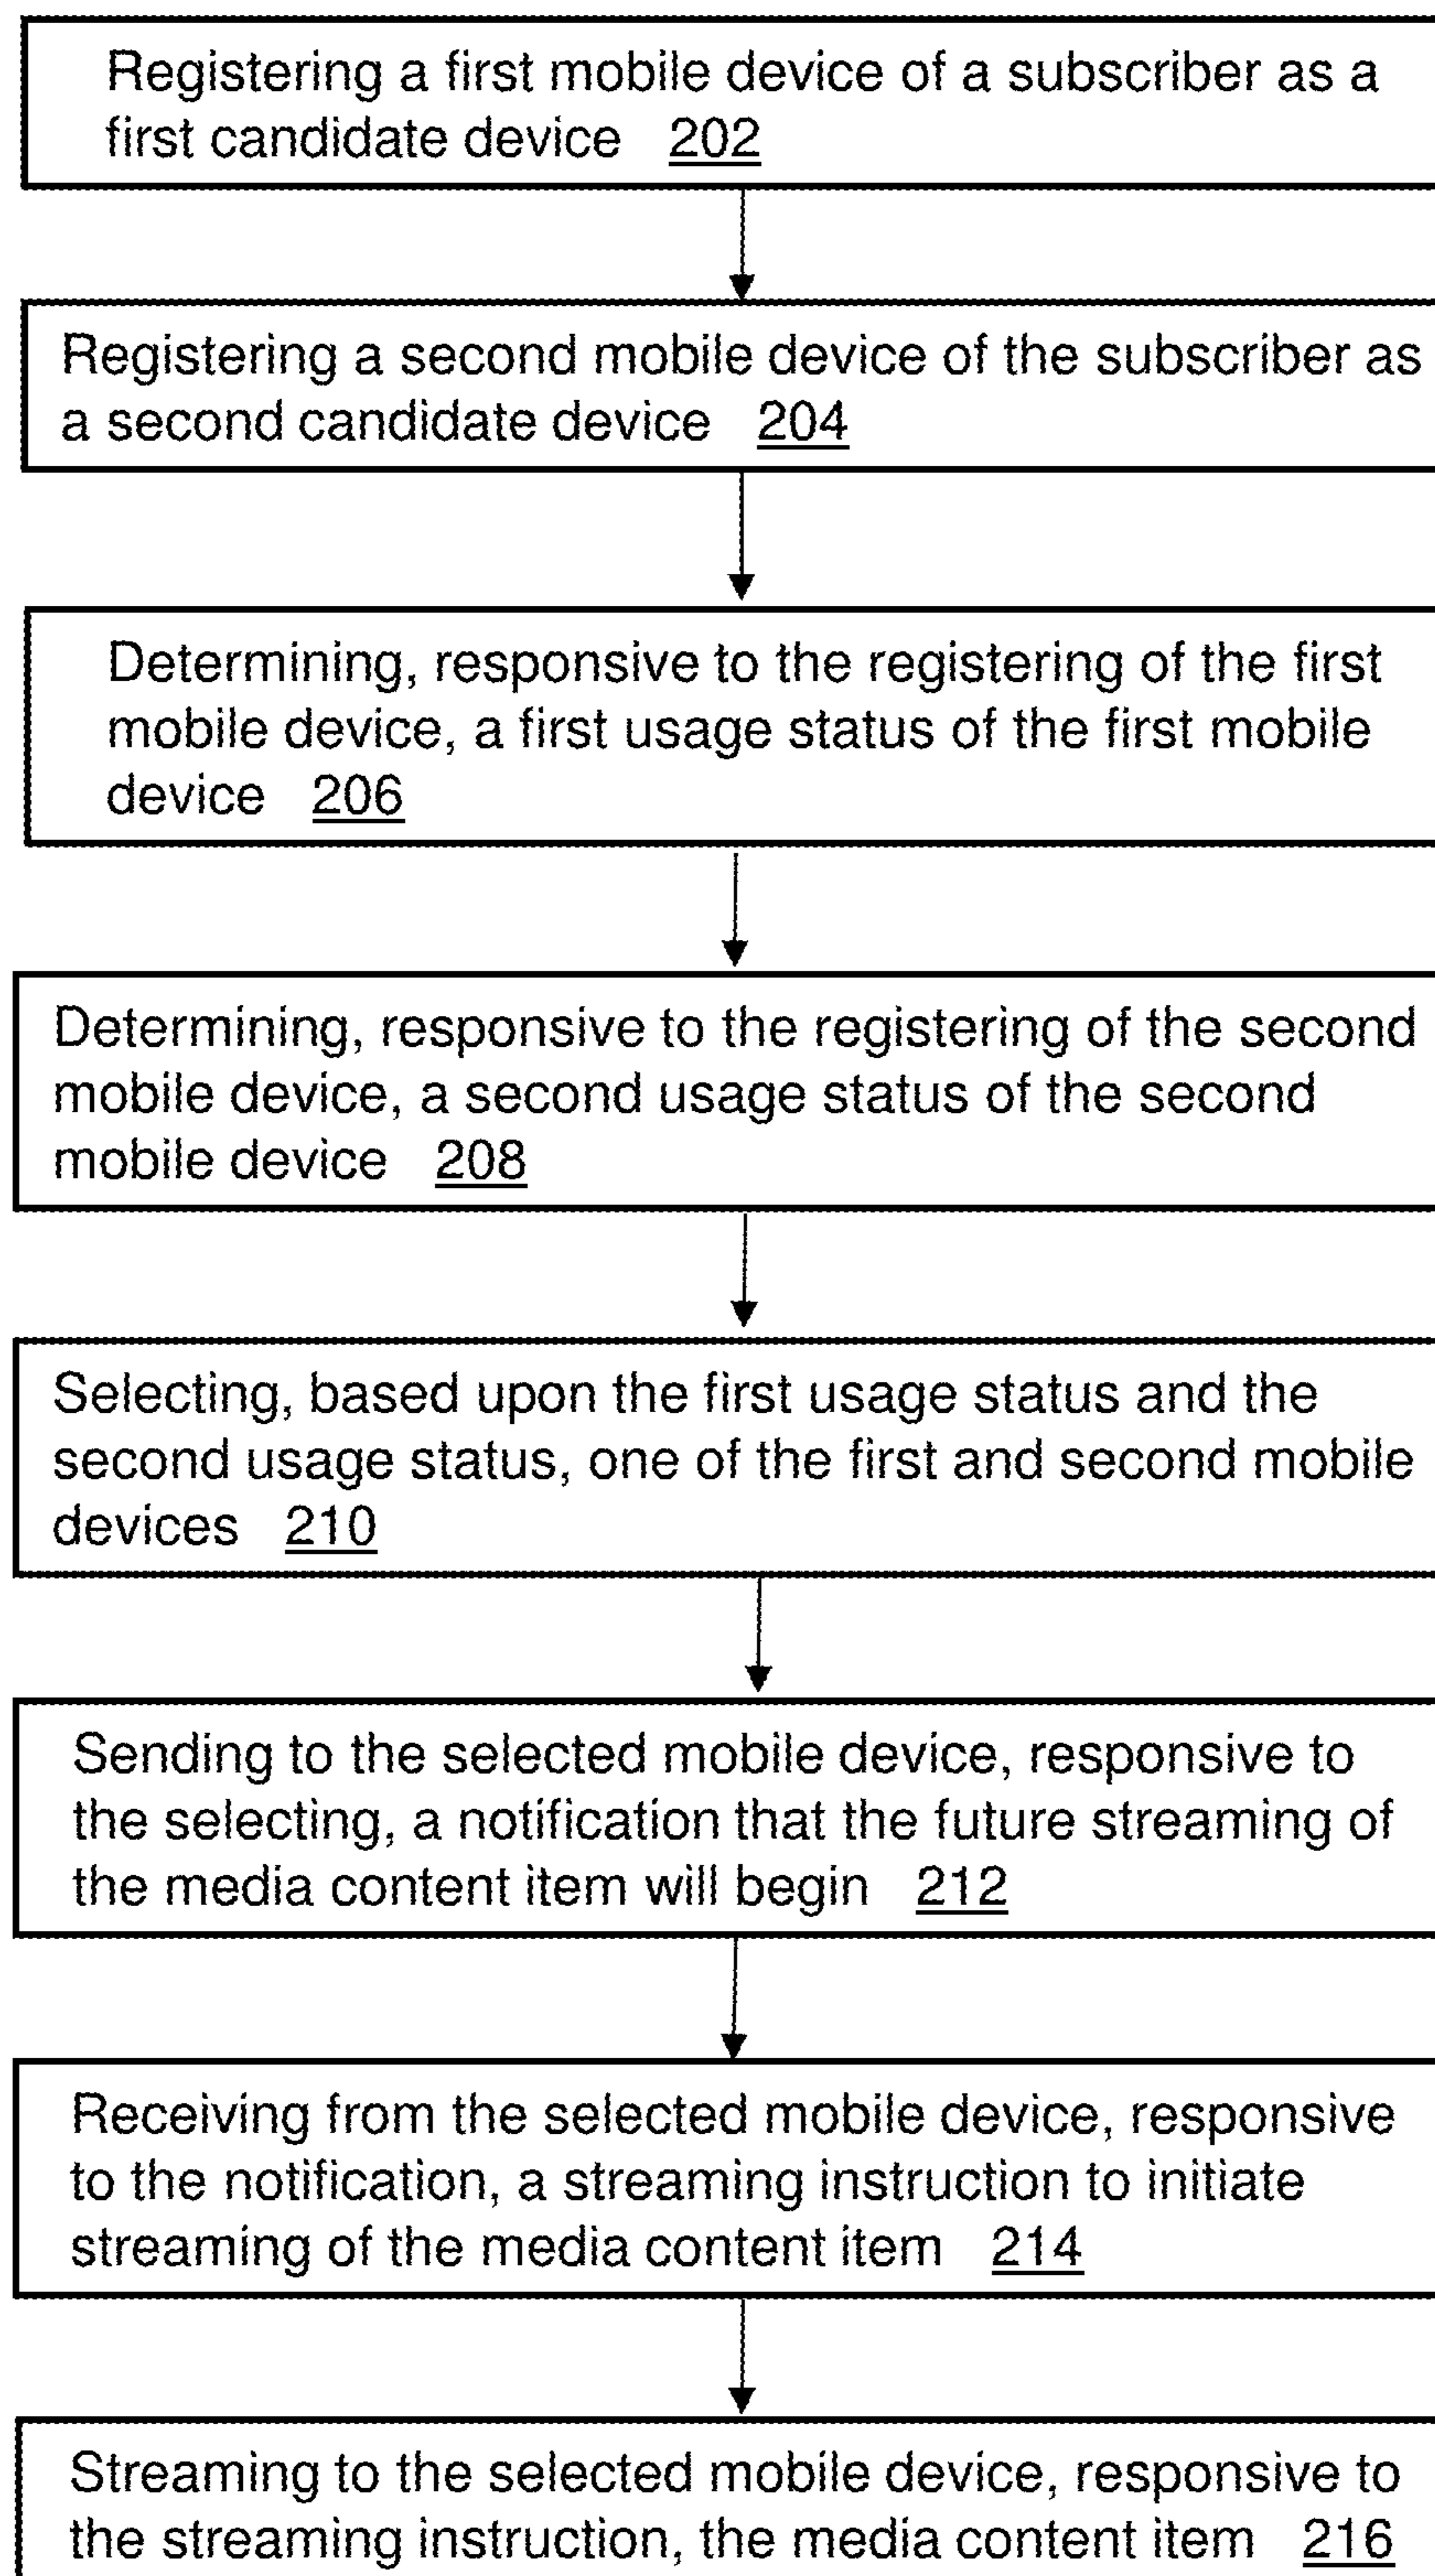 Registering a first mobile device of a subscriber as a
first candidate device 202
Registering a second mobile device of the subscriber as
a second candidate device 204
Determining, responsive to the registering of the first
mobile device, a first usage status of the first mobile
device 206
Determining, responsive to the registering of the second
mobile device, a second usage status of the second
mobile device 208
Selecting, based upon the first usage status and the
second usage status, one of the first and second mobile
devices 210
Sending to the selected mobile device, responsive to
the selecting, a notification that the future streaming of
the media content item will begin 212
Receiving from the selected mobile device, responsive
to the notification, a streaming instruction to initiate
streaming of the media content item 214
Streaming to the selected mobile device, responsive to
the streaming instruction, the media content item 216